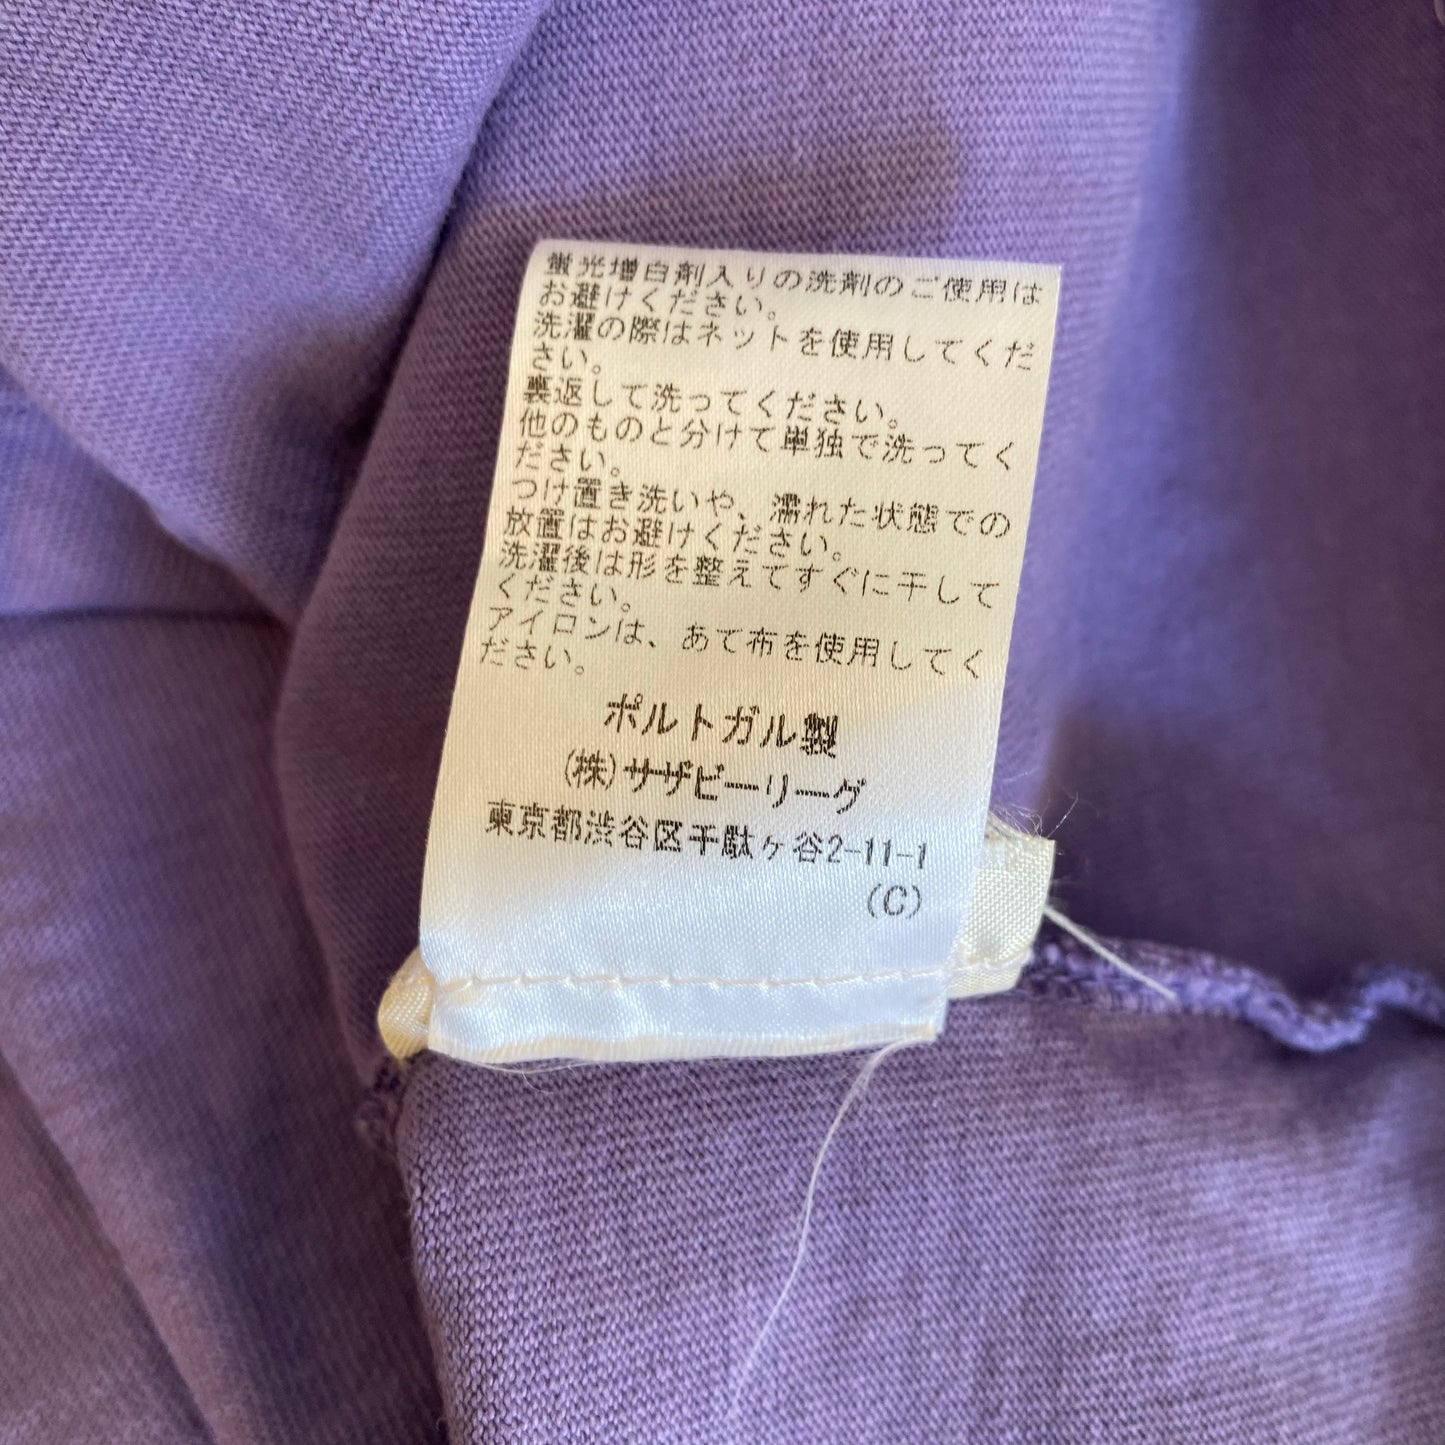 蛍光増白剤入りの洗剤のご使用は
お避けください。
洗濯の際はネットを使用してくだ
さい。
裏返して洗ってください。
他のものと分けて単独で洗ってく
ださい。
つけ置き洗いや、濡れた状態での
放置はお避けください。
洗濯後は形を整えてすぐに干して
ください。
アイロンは、あて布を使用してく
ださい。
ポルトガル製
(株)サザビーリーグ
東京都渋谷区千駄ヶ谷2-11-1
(C)